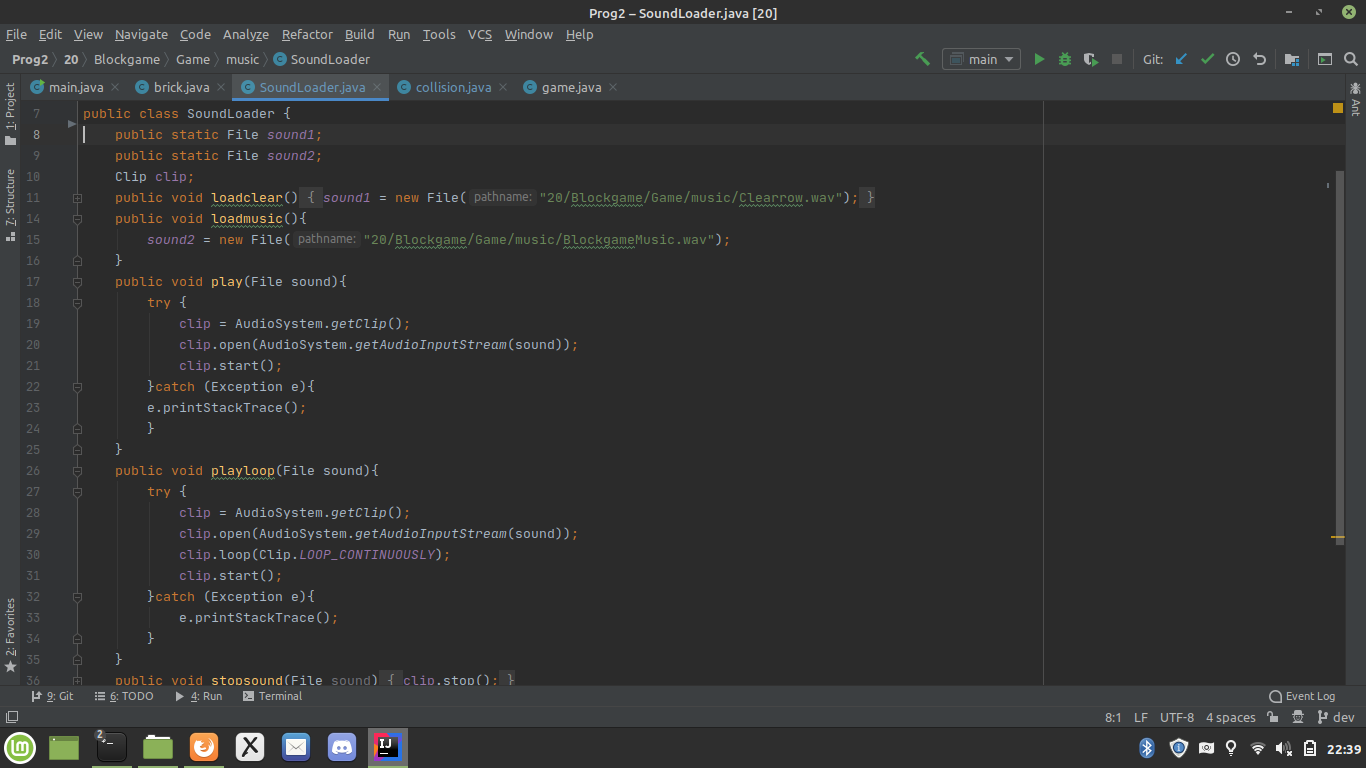 Prog2 – SoundLoader.java [20]
File Edit View Navigate Code Analyze Refactor Build Run Tools VCS Window Help
Prog2 20 Blockgame Game music SoundLoader main Git:
main.java brick.java SoundLoader.java collision.java game.java
1: Project
7: Structure
2: Favorites
Ant
7 public class SoundLoader {
8 public static File sound1;
9 public static File sound2;
10 Clip clip;
11 public void loadclear() { sound1 = new File( pathname: "20/Blockgame/Game/music/Clearrow.wav"); }
14 public void loadmusic(){
15 sound2 = new File( pathname: "20/Blockgame/Game/music/BlockgameMusic.wav");
16 }
17 public void play(File sound){
18 try {
19 clip = AudioSystem.getClip();
20 clip.open(AudioSystem.getAudioInputStream(sound));
21 clip.start();
22 }catch (Exception e){
23 e.printStackTrace();
24 }
25 }
26 public void playloop(File sound){
27 try {
28 clip = AudioSystem.getClip();
29 clip.open(AudioSystem.getAudioInputStream(sound));
30 clip.loop(Clip.LOOP_CONTINUOUSLY);
31 clip.start();
32 }catch (Exception e){
33 e.printStackTrace();
34 }
35 }
36 public void stopsound(File sound) { clip.stop(); }
9: Git 6: TODO 4: Run Terminal Event Log
8:1 LF UTF-8 4 spaces dev
2 IJ 22:39